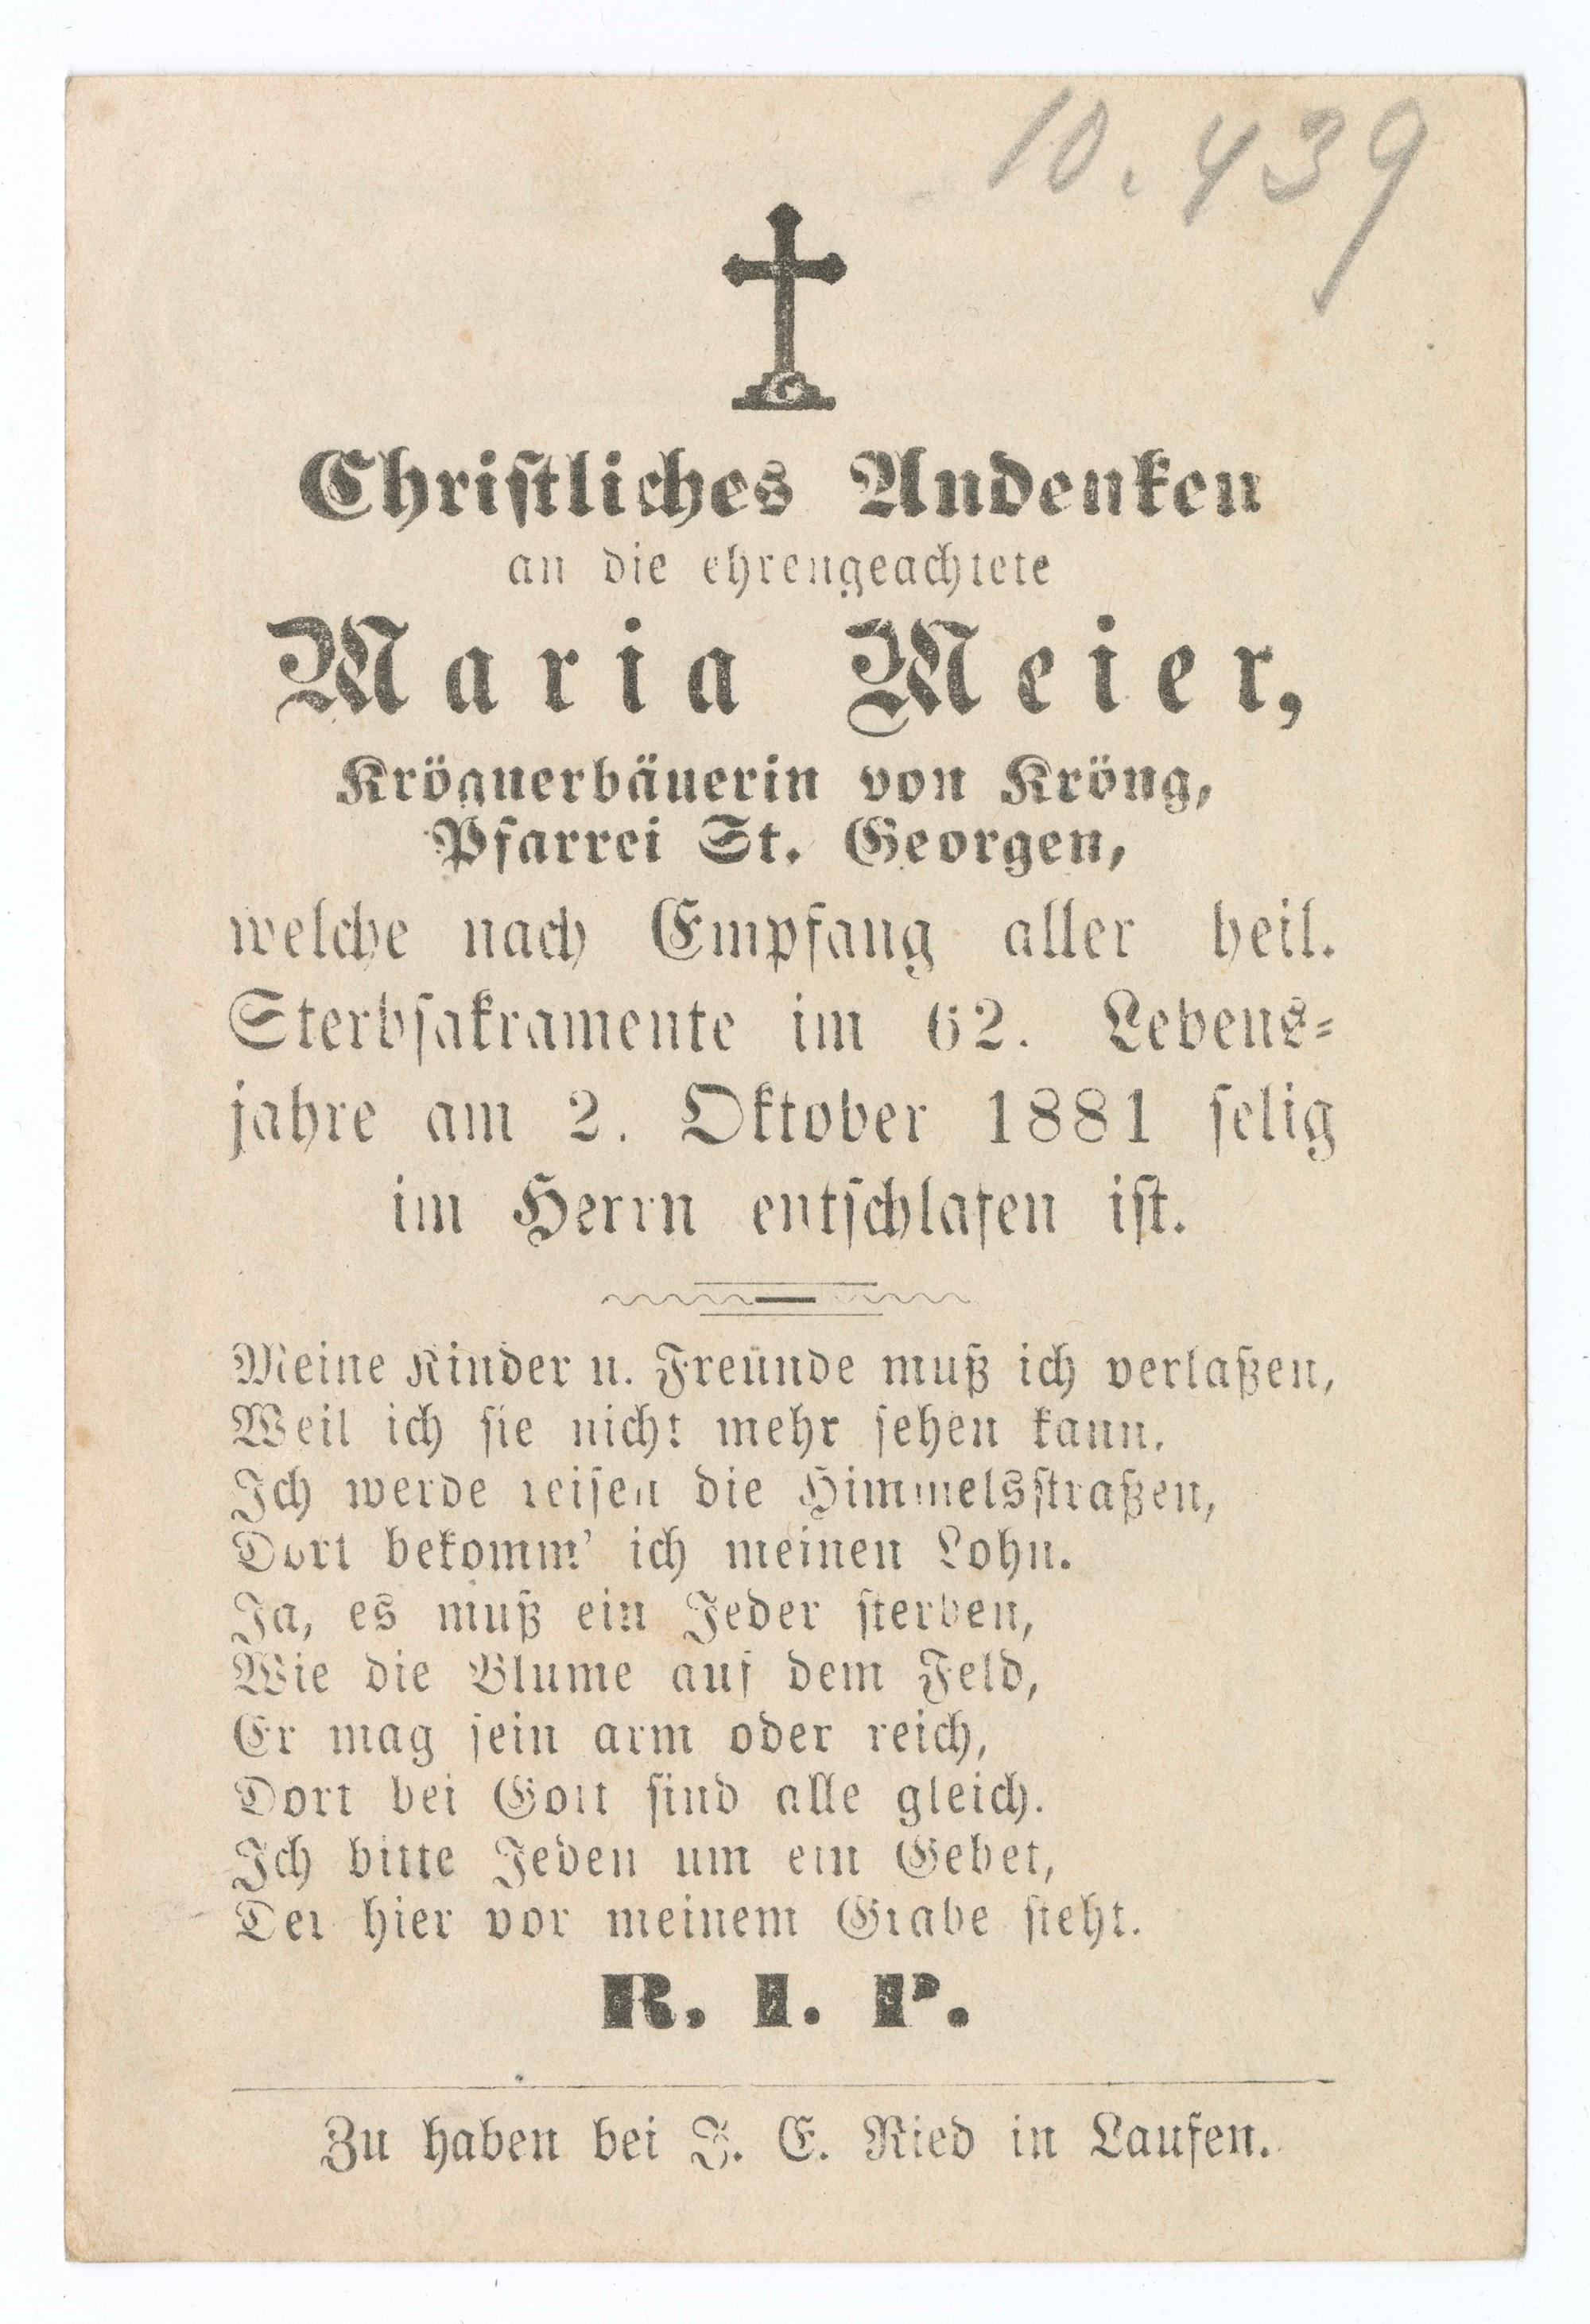 10.439
Christliches Andenken
an die ehrengeachtete
Maria Meier,
Krögnerbäuerin von Kröng,
Pfarrei St. Georgen,
welche nach Empfang aller heil.
Sterbsakramente im 62. Lebens-
jahre am 2. Oktober 1881 selig
im Herrn entschlafen ist.
Meine Kinder u. Freunde muß ich verlaßen,
Weil ich sie nicht mehr sehen kann.
Ich werde reisen die Himmelsstraßen,
Dort bekomm' ich meinen Lohn.
Ja, es muß ein Jeder sterben,
Wie die Blume auf dem Feld,
Er mag sein arm oder reich,
Dort bei Gott sind alle gleich.
Ich bitte Jeden um ein Gebet,
Der hier vor meinem Grabe steht.
R. I. P.
Zu haben bei J. E. Ried in Laufen.